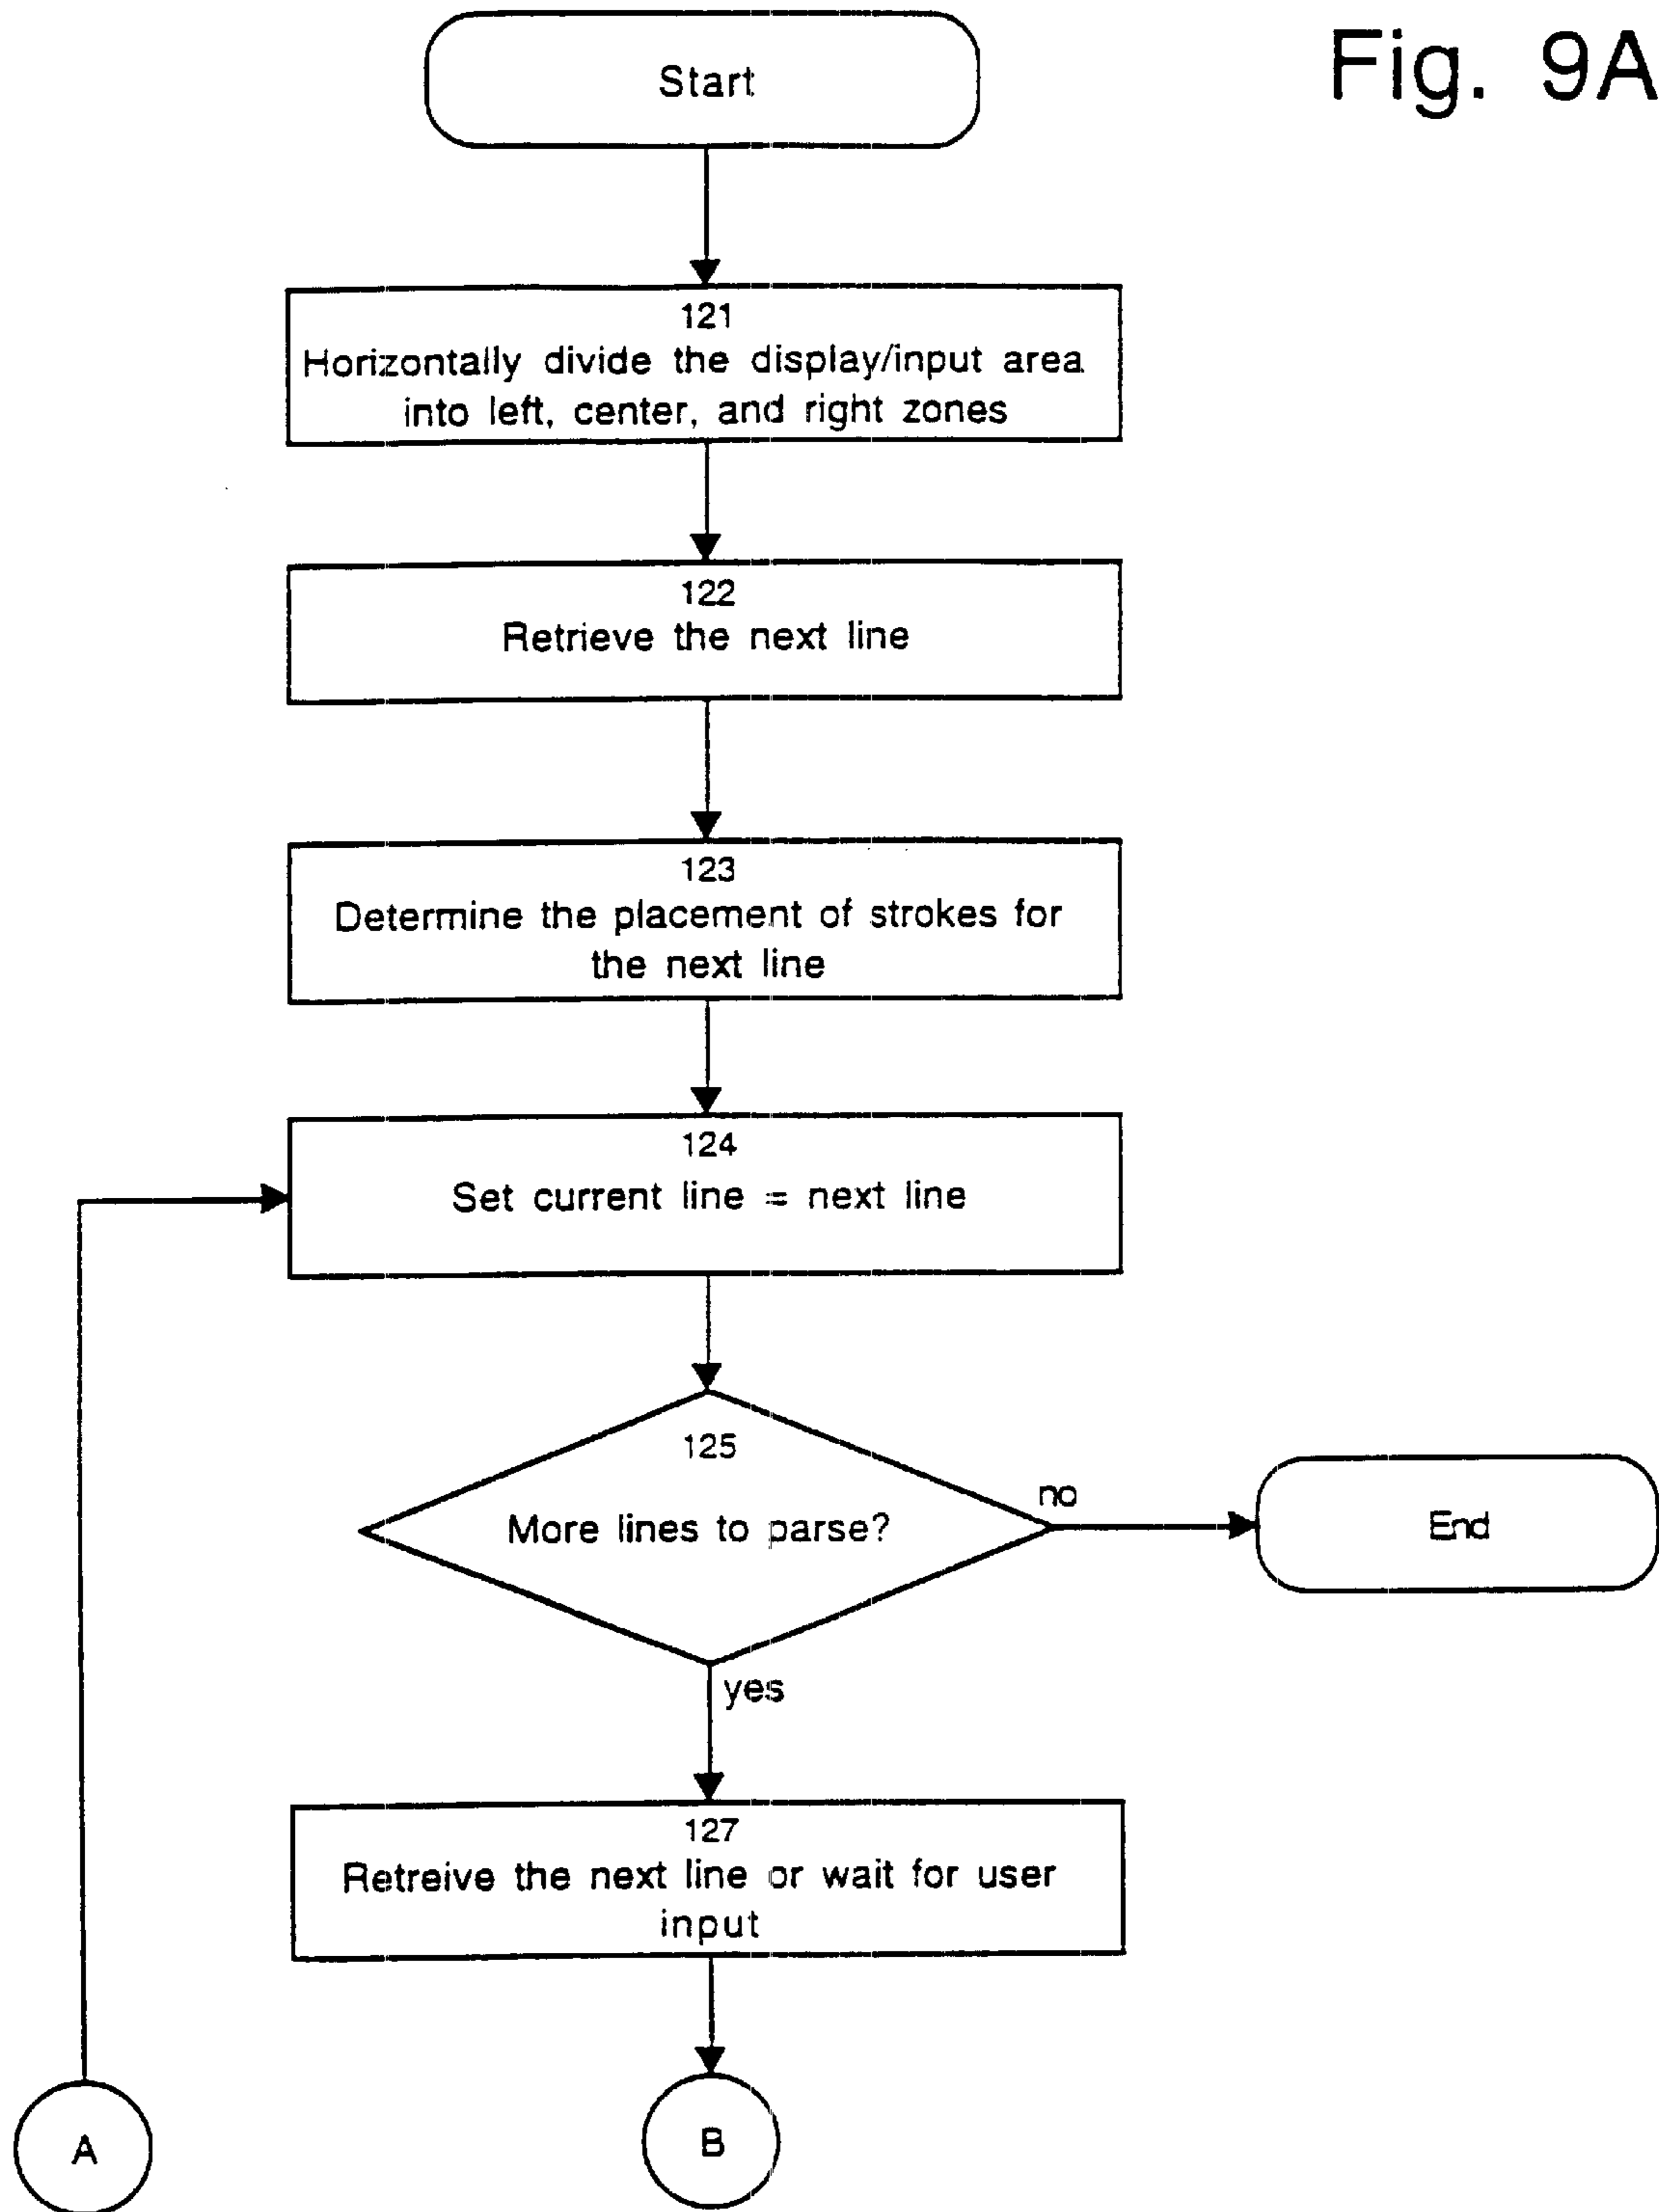 Fig. 9A
Start
121
Horizontally divide the display/input area
into left, center, and right zones
122
Retrieve the next line
123
Determine the placement of strokes for
the next line
124
Set current line = next line
125
More lines to parse?
no
End
yes
127
Retreive the next line or wait for user
input
A
B